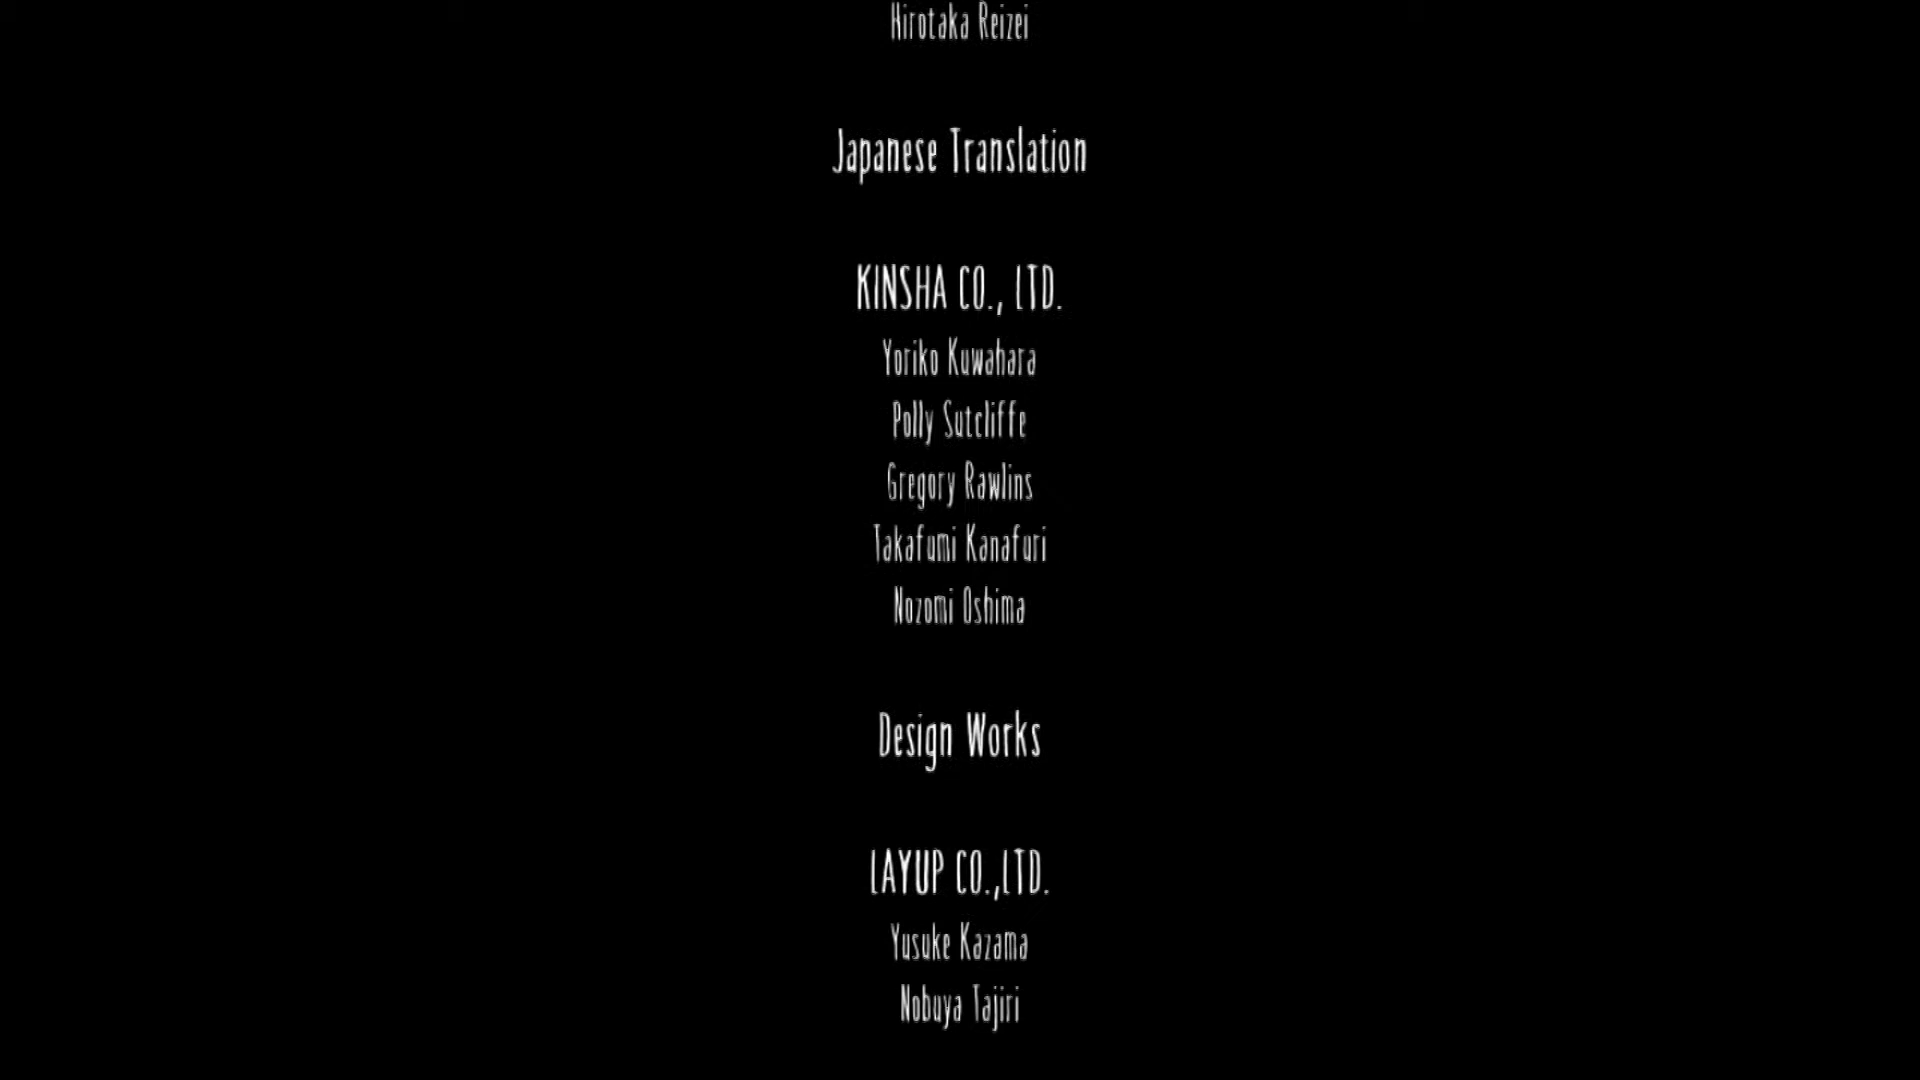 Hirotaka Reizei
Japanese Translation
KINSHA CO., LTD.
Yoriko Kuwahara
Polly Sutcliffe
Gregory Rawlins
Takafumi Kanafuri
Nozomi Oshima
Design Works
LAYUP CO.,LTD.
Yusuke Kazama
Nobuya Tajiri